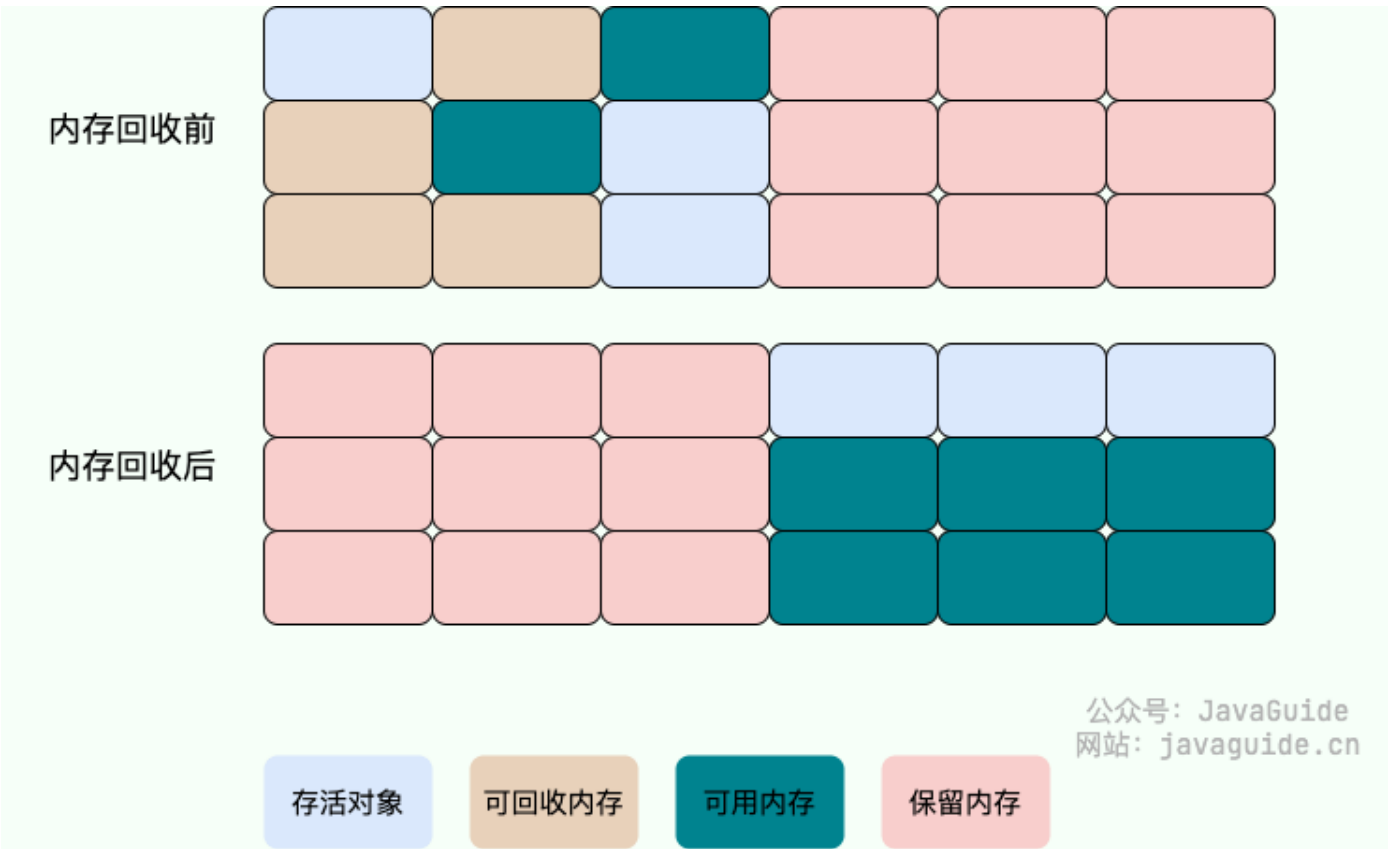 内存回收前
内存回收后
公众号：JavaGuide
网站：javaguide.cn
存活对象
可回收内存
可用内存
保留内存